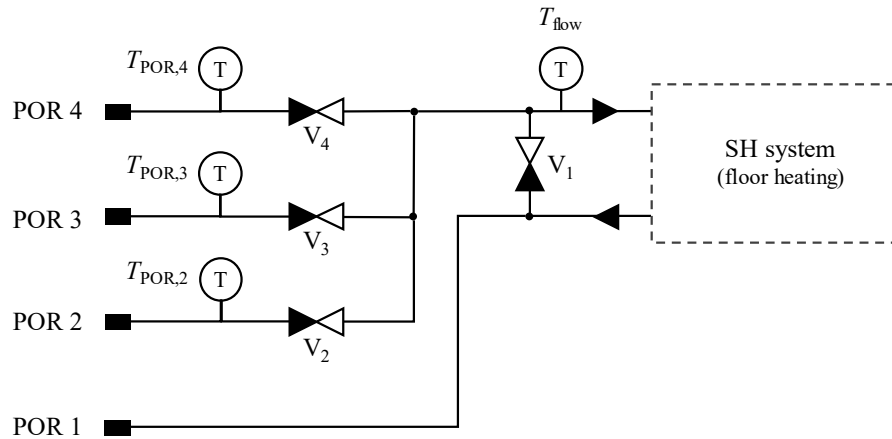 T_flow
T_POR,4
T
T
POR 4
V_4
SH system
(floor heating)
T_POR,3
T
V_1
POR 3
V_3
T_POR,2
T
POR 2
V_2
POR 1